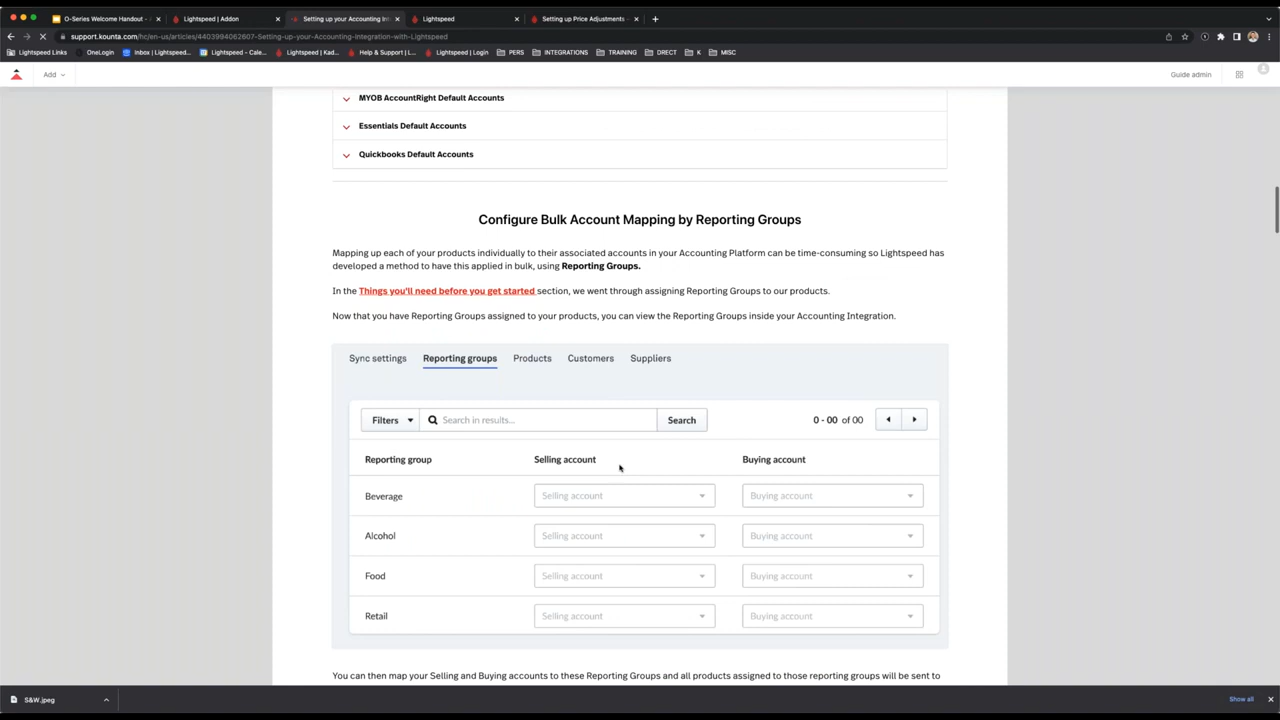 O-Series Welcome Handout - A
Lightspeed | Addon
Setting up your Accounting Int
Lightspeed
Setting up Price Adjustments –
support.kounta.com/hc/en-us/articles/4403994062607-Setting-up-your-Accounting-integration-with-Lightspeed
Lightspeed Links
OneLogin
Inbox | Lightspeed...
Lightspeed - Cale...
Lightspeed | Kad...
Help & Support | L...
Lightspeed | Login
PERS
INTEGRATIONS
TRAINING
DRECT
K
MISC
Add
Guide admin
MYOB AccountRight Default Accounts
Essentials Default Accounts
Quickbooks Default Accounts
Configure Bulk Account Mapping by Reporting Groups
Mapping up each of your products individually to their associated accounts in your Accounting Platform can be time-consuming so Lightspeed has
developed a method to have this applied in bulk, using Reporting Groups.
In the Things you'll need before you get started section, we went through assigning Reporting Groups to our products.
Now that you have Reporting Groups assigned to your products, you can view the Reporting Groups inside your Accounting Integration.
Sync settings Reporting groups Products Customers Suppliers
Filters Search in results... Search 0 - 00 of 00
Reporting group Selling account Buying account
Beverage Selling account Buying account
Alcohol Selling account Buying account
Food Selling account Buying account
Retail Selling account Buying account
You can then map your Selling and Buying accounts to these Reporting Groups and all products assigned to those reporting groups will be sent to
S&W.jpeg
Show all